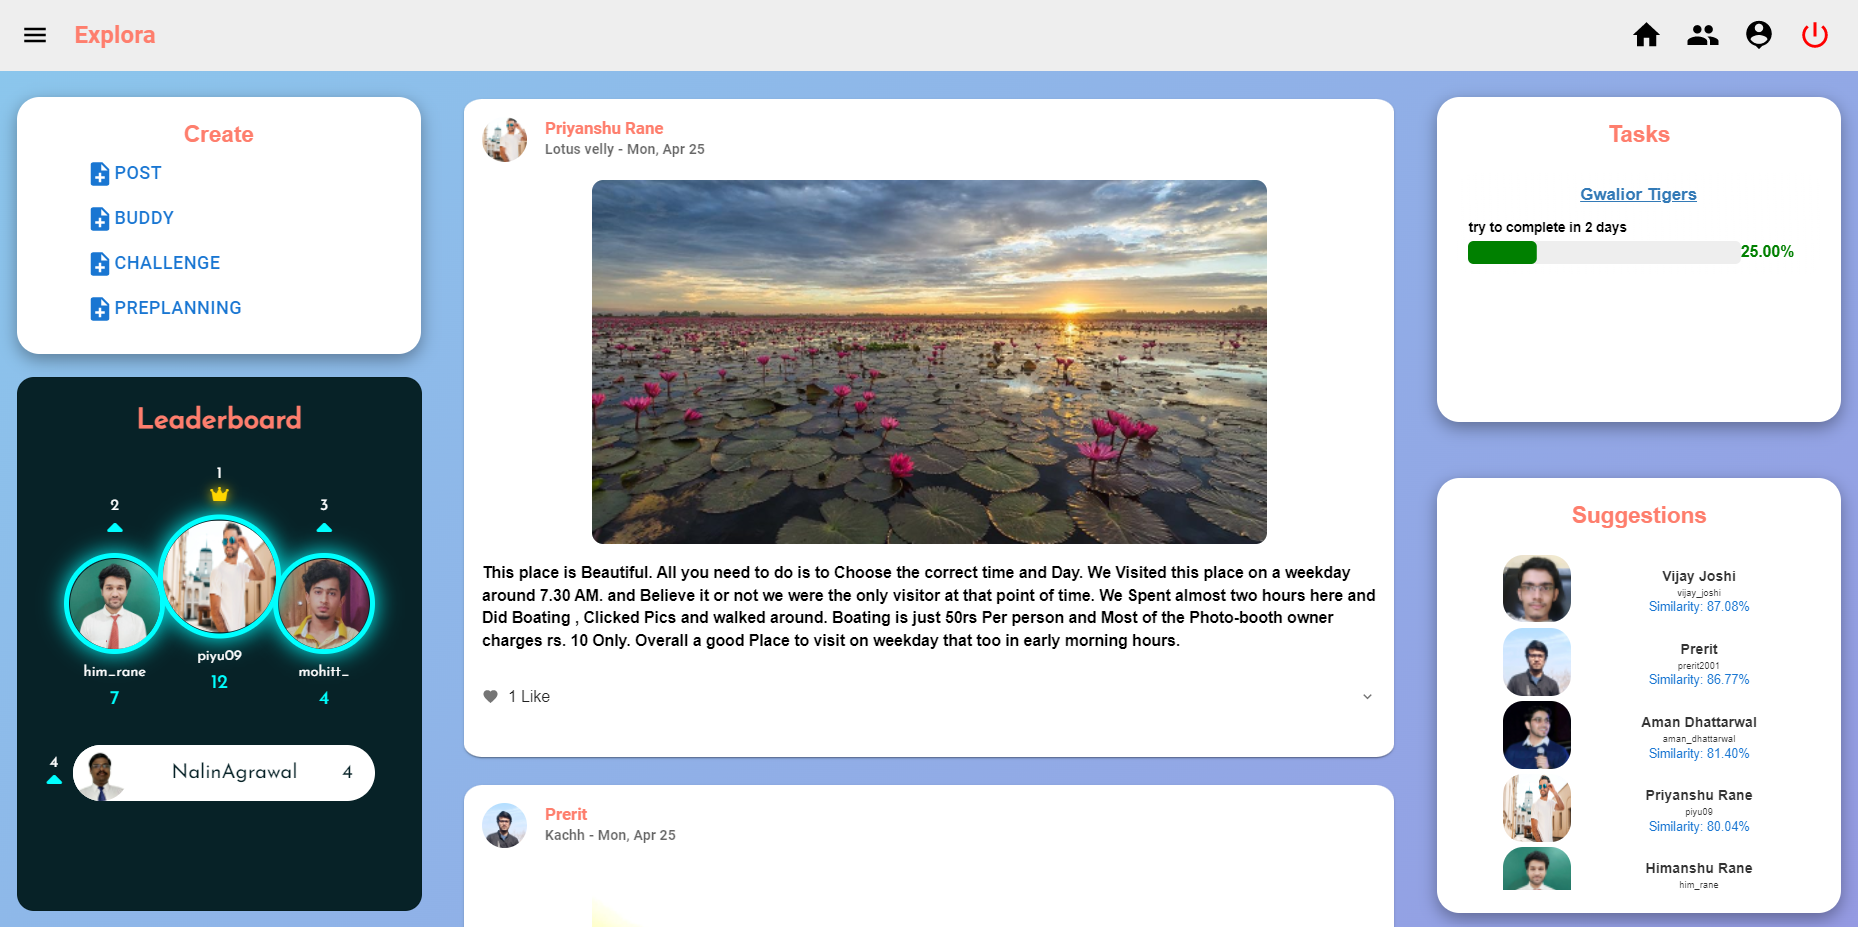 Explora
Create
POST
BUDDY
CHALLENGE
PREPLANNING
Leaderboard
1
2
3
him_rane
7
piyu09
12
mohitt_
4
4
NalinAgrawal 4
Priyanshu Rane
Lotus velly - Mon, Apr 25
This place is Beautiful. All you need to do is to Choose the correct time and Day. We Visited this place on a weekday
around 7.30 AM. and Believe it or not we were the only visitor at that point of time. We Spent almost two hours here and
Did Boating , Clicked Pics and walked around. Boating is just 50rs Per person and Most of the Photo-booth owner
charges rs. 10 Only. Overall a good Place to visit on weekday that too in early morning hours.
1 Like
Prerit
Kachh - Mon, Apr 25
Tasks
Gwalior Tigers
try to complete in 2 days
25.00%
Suggestions
Vijay Joshi
vijay_joshi
Similarity: 87.08%
Prerit
prerit2001
Similarity: 86.77%
Aman Dhattarwal
aman_dhattarwal
Similarity: 81.40%
Priyanshu Rane
piyu09
Similarity: 80.04%
Himanshu Rane
him_rane